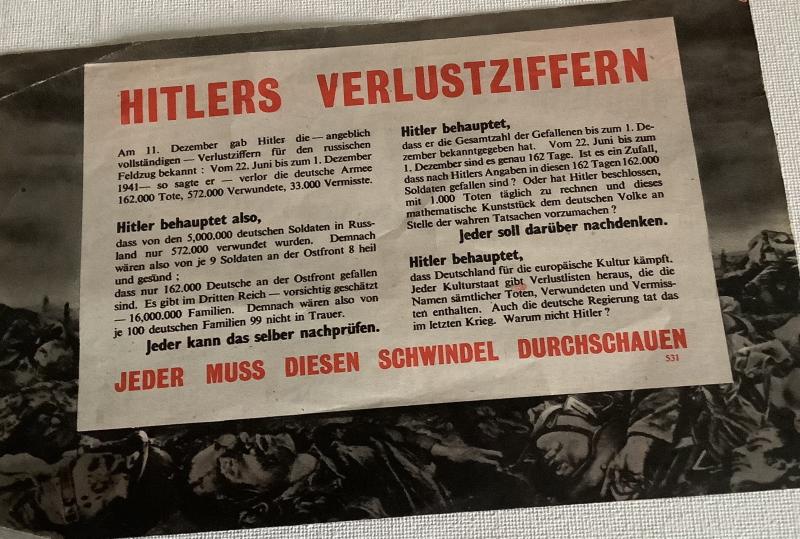 HITLERS VERLUSTZIFFERN
Am 11. Dezember gab Hitler die — angeblich
vollständigen — Verlustziffern für den russischen
Feldzug bekannt : Vom 22. Juni bis zum 1. Dezember
1941— so sagte er — verlor die deutsche Armee
162.000 Tote, 572.000 Verwundete, 33.000 Vermisste.
Hitler behauptet also,
dass von den 5,000.000 deutschen Soldaten in Russ-
land nur 572.000 verwundet wurden. Demnach
wären also von je 9 Soldaten an der Ostfront 8 heil
und gesund ;
dass nur 162.000 Deutsche an der Ostfront gefallen
sind. Es gibt im Dritten Reich — vorsichtig geschätzt
— 16,000.000 Familien. Demnach wären also von
je 100 deutschen Familien 99 nicht in Trauer.
Jeder kann das selber nachprüfen.
Hitler behauptet,
dass er die Gesamtzahl der Gefallenen bis zum 1. De-
zember bekanntgegeben hat. Vom 22. Juni bis zum
1. Dezember sind es genau 162 Tage. Ist es ein Zufall,
dass nach Hitlers Angaben in diesen 162 Tagen 162.000
Soldaten gefallen sind ? Oder hat Hitler beschlossen,
mit 1.000 Toten täglich zu rechnen und dieses
mathematische Kunststück dem deutschen Volke an
Stelle der wahren Tatsachen vorzumachen ?
Jeder soll darüber nachdenken.
Hitler behauptet,
dass Deutschland für die europäische Kultur kämpft.
Jeder Kulturstaat gibt Verlustlisten heraus, die die
Namen sämtlicher Toten, Verwundeten und Vermiss-
ten enthalten. Auch die deutsche Regierung tat das
im letzten Krieg. Warum nicht Hitler ?
JEDER MUSS DIESEN SCHWINDEL DURCHSCHAUEN
531